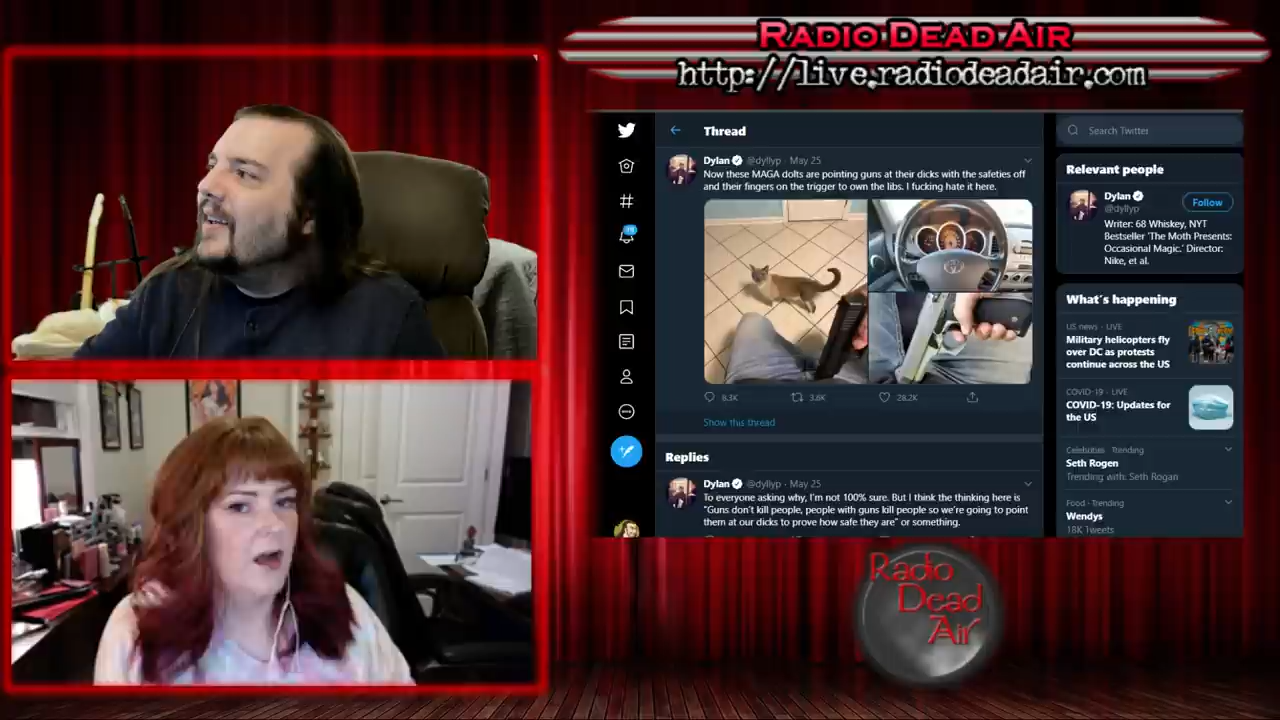 RADIO DEAD AIR
http://live.radiodeadair.com
Thread
Dylan @dyllyp · May 25
Now these MAGA dolts are pointing guns at their dicks with the safeties off
and their fingers on the trigger to own the libs. I fucking hate it here.
8.3K
3.6K
28.2K
Show this thread
Replies
Dylan @dyllyp · May 25
To everyone asking why, I'm not 100% sure. But I think the thinking here is
"Guns don't kill people, people with guns kill people so we're going to point
them at our dicks to prove how safe they are" or something.
Search Twitter
Relevant people
Dylan
@dyllyp
Follow
Writer: 68 Whiskey, NYT
Bestseller 'The Moth Presents:
Occasional Magic.' Director:
Nike, et al.
What's happening
US news · LIVE
Military helicopters fly
over DC as protests
continue across the US
COVID-19 · LIVE
COVID-19: Updates for
the US
Celebrities · Trending
Seth Rogen
Trending with: Seth Rogan
Food · Trending
Wendys
18K Tweets
Radio
Dead
Air